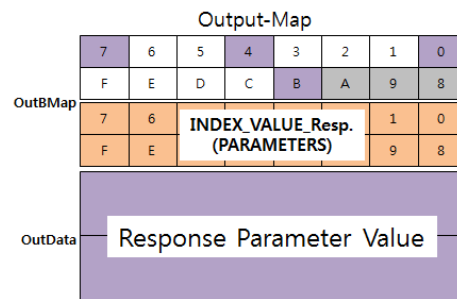 Output-Map
7 6 5 4 3 2 1 0
F E D C B A 9 8
OutBMap
7 6 INDEX_VALUE_Resp. 1 0
F E (PARAMETERS) 9 8
OutData Response Parameter Value